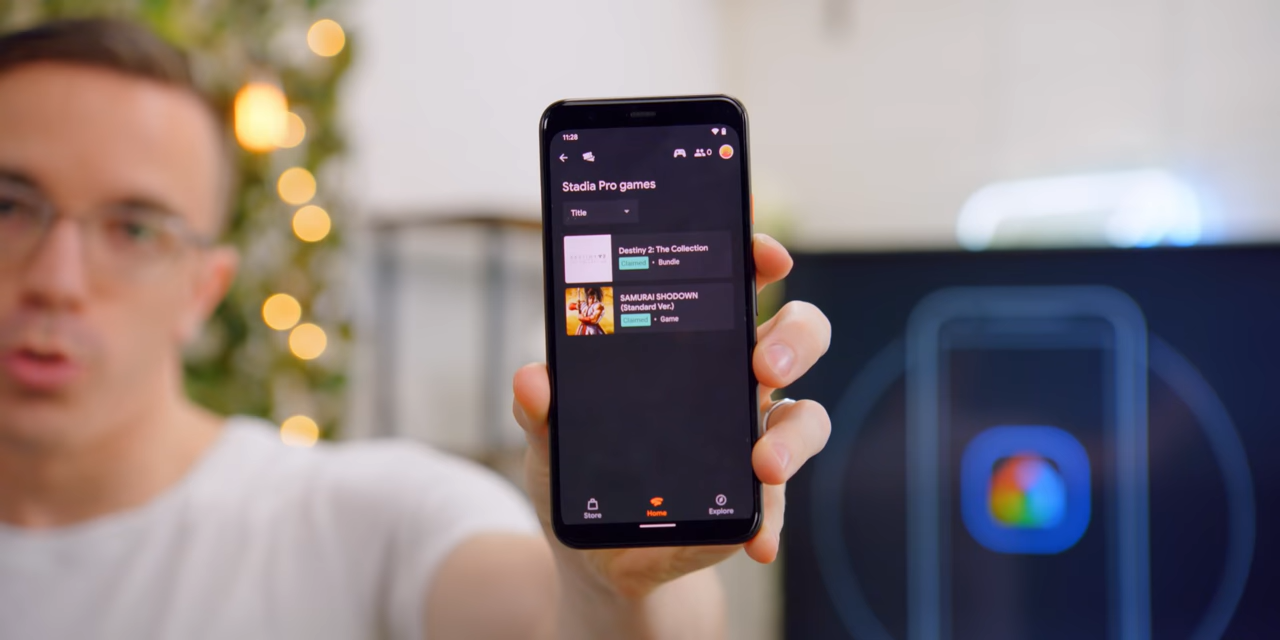 11:28
0
Stadia Pro games
Title
Destiny 2: The Collection
Claimed • Bundle
SAMURAI SHODOWN
(Standard Ver.)
Claimed • Game
Store
Home
Explore